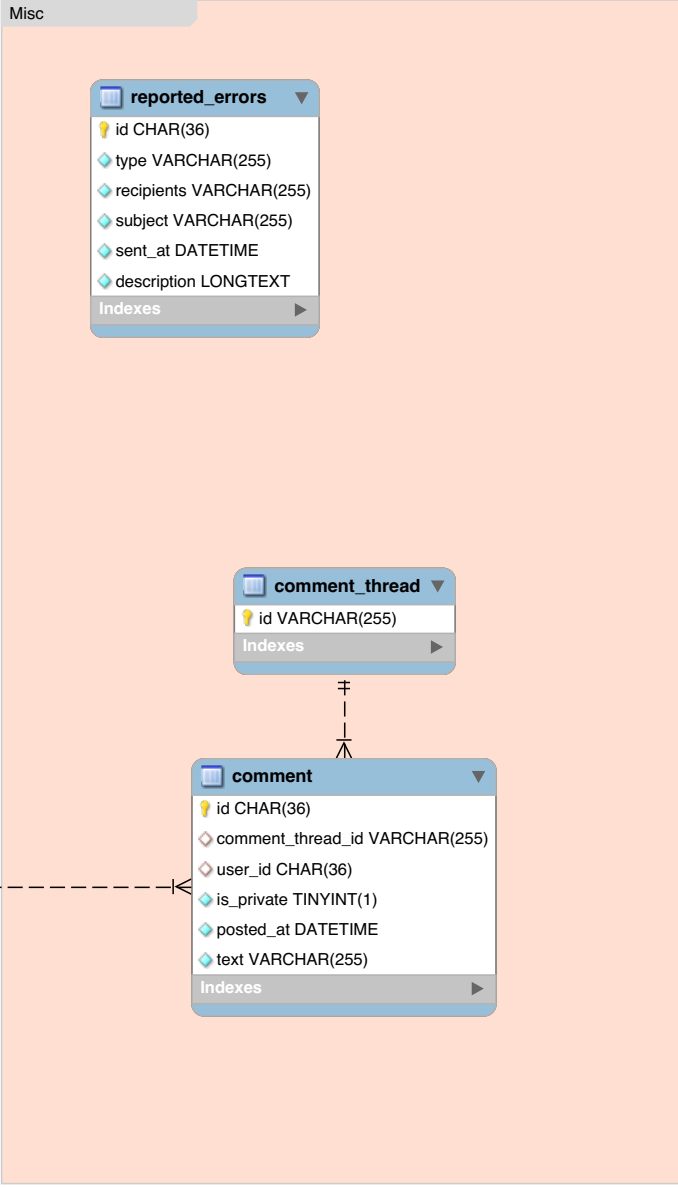 Misc
reported_errors
id CHAR(36)
type VARCHAR(255)
recipients VARCHAR(255)
subject VARCHAR(255)
sent_at DATETIME
description LONGTEXT
Indexes
comment_thread
id VARCHAR(255)
Indexes
comment
id CHAR(36)
comment_thread_id VARCHAR(255)
user_id CHAR(36)
is_private TINYINT(1)
posted_at DATETIME
text VARCHAR(255)
Indexes